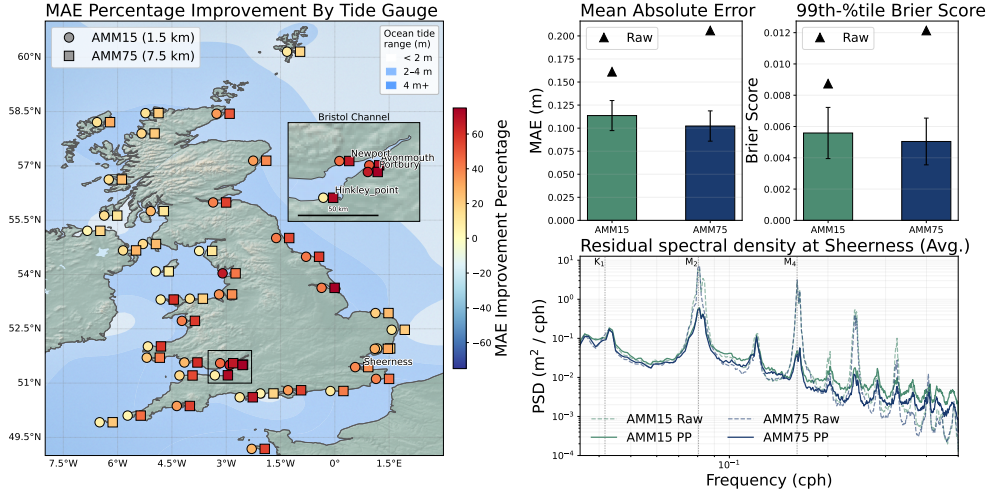 MAE Percentage Improvement By Tide Gauge
AMM15 (1.5 km)
AMM75 (7.5 km)
Ocean tide
range (m)
< 2 m
2–4 m
4 m+
60°N
58.5°N
57°N
55.5°N
54°N
52.5°N
51°N
49.5°N
7.5°W
6°W
4.5°W
3°W
1.5°W
0°
1.5°E
Bristol Channel
Newport
Avonmouth
Portbury
Hinkley_point
50 km
Sheerness
60
40
20
0
−20
−40
−60
MAE Improvement Percentage
Mean Absolute Error
Raw
MAE (m)
0.200
0.175
0.150
0.125
0.100
0.075
0.050
0.025
0.000
AMM15
AMM75
99th-%tile Brier Score
Raw
Brier Score
0.012
0.010
0.008
0.006
0.004
0.002
0.000
AMM15
AMM75
Residual spectral density at Sheerness (Avg.)
K₁
M₂
M₄
PSD (m² / cph)
10¹
10⁰
10⁻¹
10⁻²
10⁻³
10⁻⁴
AMM15 Raw
AMM15 PP
AMM75 Raw
AMM75 PP
10⁻¹
Frequency (cph)